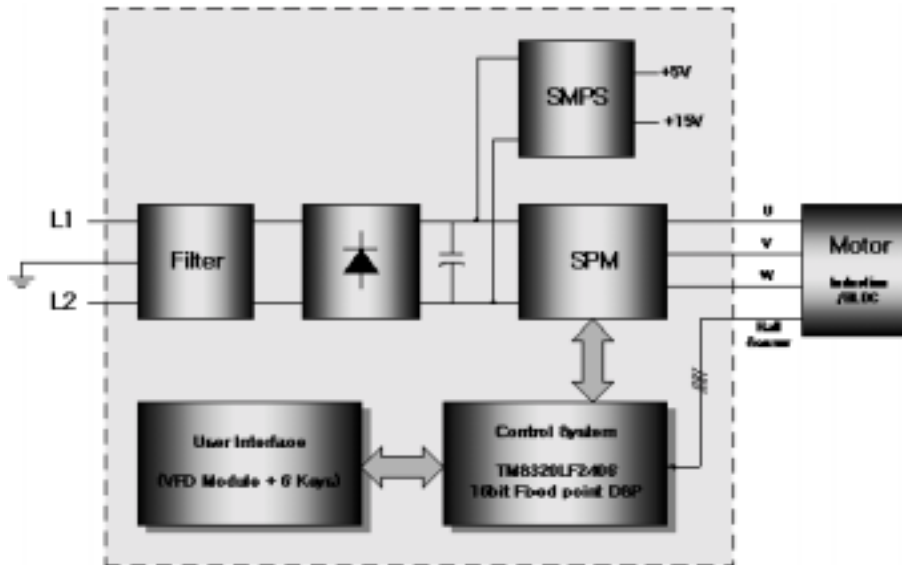 SMPS
+5V
+15V
L1
L2
Filter
SPM
U
V
W
Motor
Induction
/BLDC
Hall
Sensor
User Interface
(VFD Module + 6 Keys)
Control System
16bit Fixed point DSP